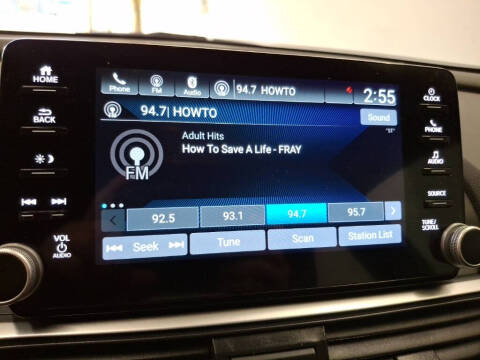 HOME
BACK
VOL
AUDIO
Phone
FM
Audio
94.7 HOWTO
2:55
94.7| HOWTO
Sound
Adult Hits
How To Save A Life - FRAY
FM
92.5
93.1
94.7
95.7
Seek
Tune
Scan
Station List
CLOCK
PHONE
AUDIO
SOURCE
TUNE/
SCROLL